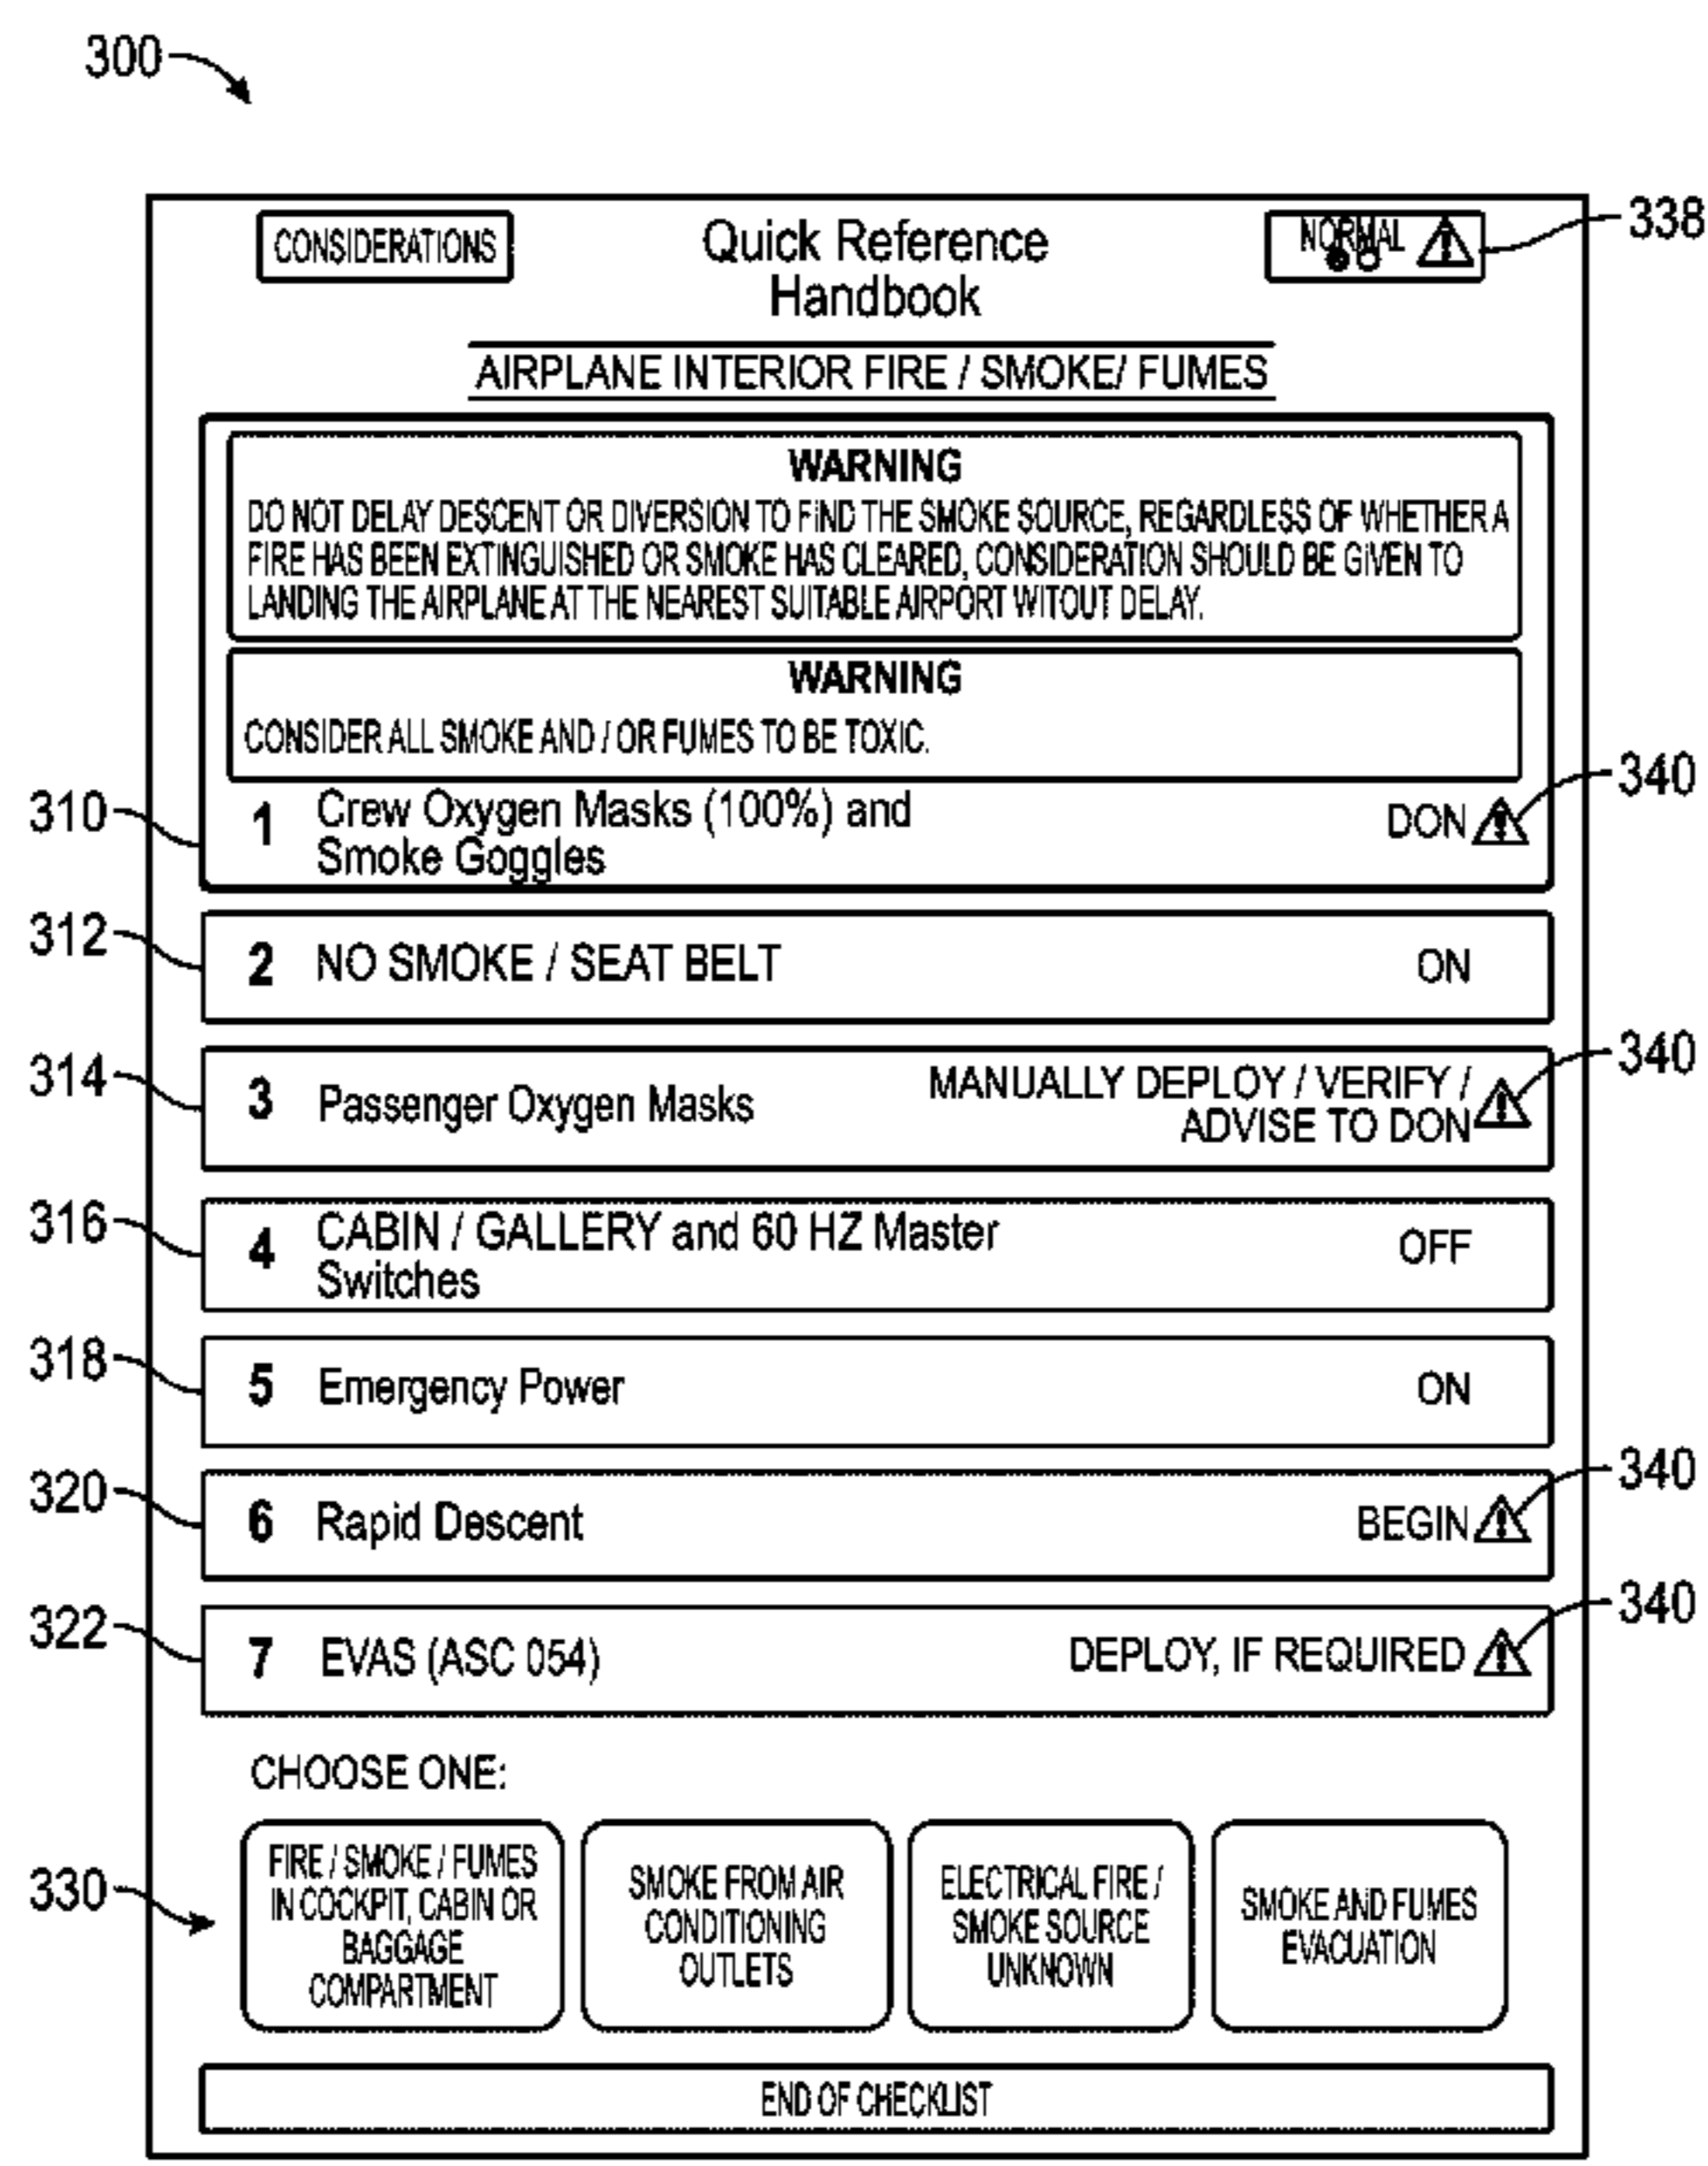 300
CONSIDERATIONS
Quick Reference
Handbook
NORMAL
338
AIRPLANE INTERIOR FIRE / SMOKE/ FUMES
WARNING
DO NOT DELAY DESCENT OR DIVERSION TO FIND THE SMOKE SOURCE, REGARDLESS OF WHETHER A
FIRE HAS BEEN EXTINGUISHED OR SMOKE HAS CLEARED, CONSIDERATION SHOULD BE GIVEN TO
LANDING THE AIRPLANE AT THE NEAREST SUITABLE AIRPORT WITOUT DELAY.
WARNING
CONSIDER ALL SMOKE AND / OR FUMES TO BE TOXIC.
310
1 Crew Oxygen Masks (100%) and
Smoke Goggles
DON
340
312
2 NO SMOKE / SEAT BELT ON
314
3 Passenger Oxygen Masks
MANUALLY DEPLOY / VERIFY /
ADVISE TO DON
340
316
4 CABIN / GALLERY and 60 HZ Master
Switches
OFF
318
5 Emergency Power ON
320
6 Rapid Descent BEGIN
340
322
7 EVAS (ASC 054) DEPLOY, IF REQUIRED
340
CHOOSE ONE:
330
FIRE / SMOKE / FUMES
IN COCKPIT, CABIN OR
BAGGAGE
COMPARTMENT
SMOKE FROM AIR
CONDITIONING
OUTLETS
ELECTRICAL FIRE /
SMOKE SOURCE
UNKNOWN
SMOKE AND FUMES
EVACUATION
END OF CHECKLIST